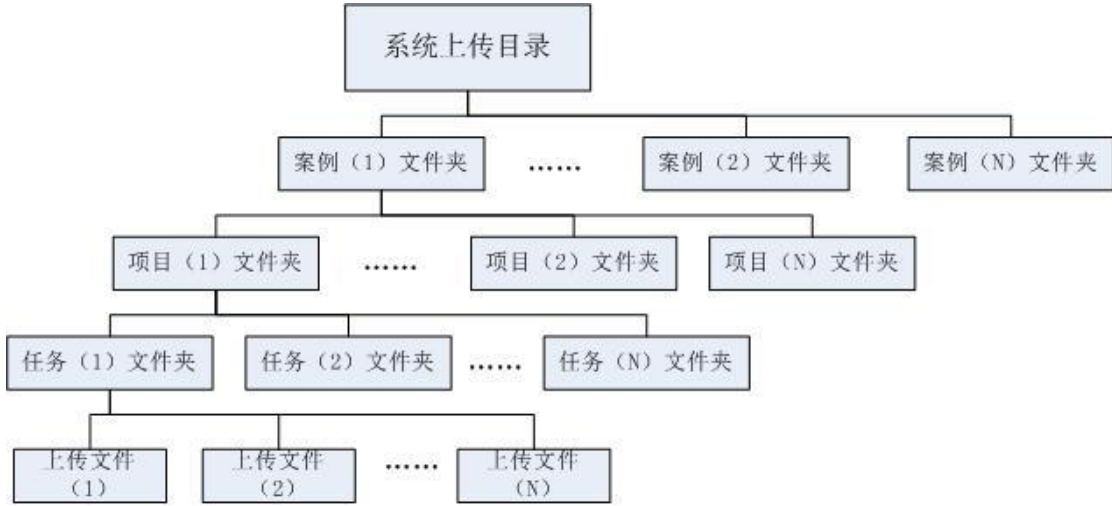 系统上传目录
案例（1）文件夹
……
案例（2）文件夹
案例（N）文件夹
项目（1）文件夹
……
项目（2）文件夹
项目（N）文件夹
任务（1）文件夹
任务（2）文件夹
……
任务（N）文件夹
上传文件
（1）
上传文件
（2）
……
上传文件
（N）